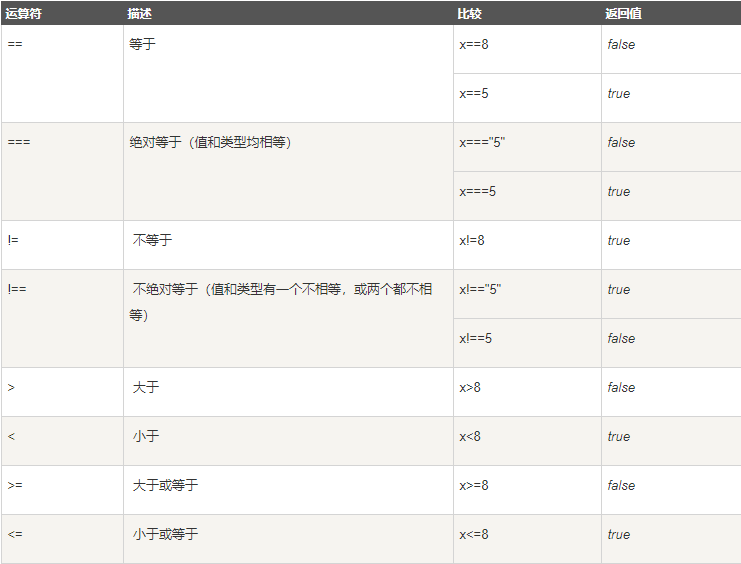 运算符 描述 比较 返回值
== 等于 x==8 false
x==5 true
=== 绝对等于（值和类型均相等） x==="5" false
x===5 true
!= 不等于 x!=8 true
!== 不绝对等于（值和类型有一个不相等，或两个都不相 x!=="5" true
等）
x!==5 false
> 大于 x>8 false
< 小于 x<8 true
>= 大于或等于 x>=8 false
<= 小于或等于 x<=8 true